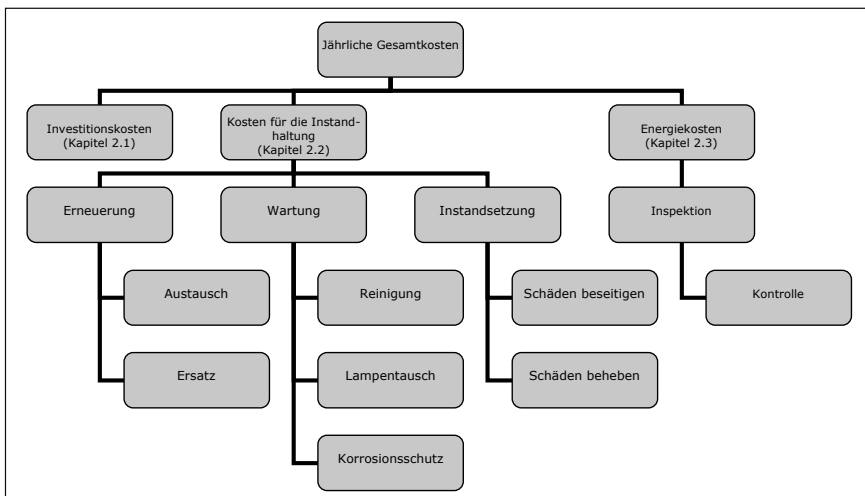 Jährliche Gesamtkosten
Investitionskosten
(Kapitel 2.1)
Kosten für die Instand-
haltung
(Kapitel 2.2)
Energiekosten
(Kapitel 2.3)
Erneuerung
Wartung
Instandsetzung
Inspektion
Austausch
Reinigung
Schäden beseitigen
Kontrolle
Ersatz
Lampentausch
Schäden beheben
Korrosionsschutz